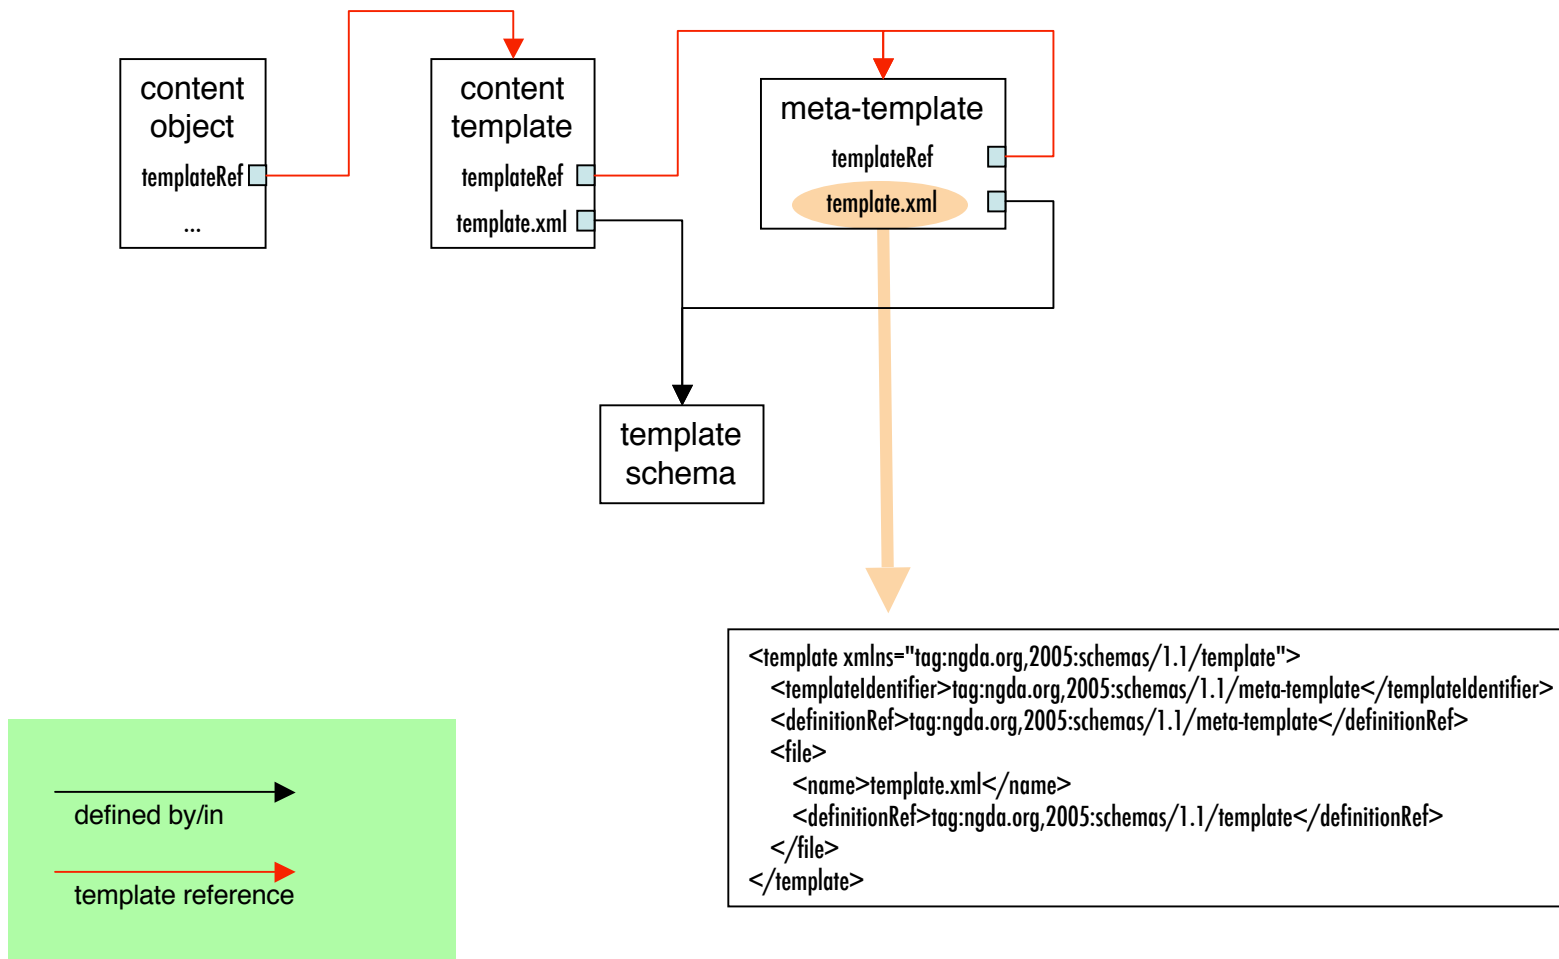 content
object
templateRef
...
content
template
templateRef
template.xml
meta-template
templateRef
template.xml
template
schema
<template xmlns="tag:ngda.org,2005:schemas/1.1/template">
<templateIdentifier>tag:ngda.org,2005:schemas/1.1/meta-template</templateIdentifier>
<definitionRef>tag:ngda.org,2005:schemas/1.1/meta-template</definitionRef>
<file>
<name>template.xml</name>
<definitionRef>tag:ngda.org,2005:schemas/1.1/template</definitionRef>
</file>
</template>
defined by/in
template reference